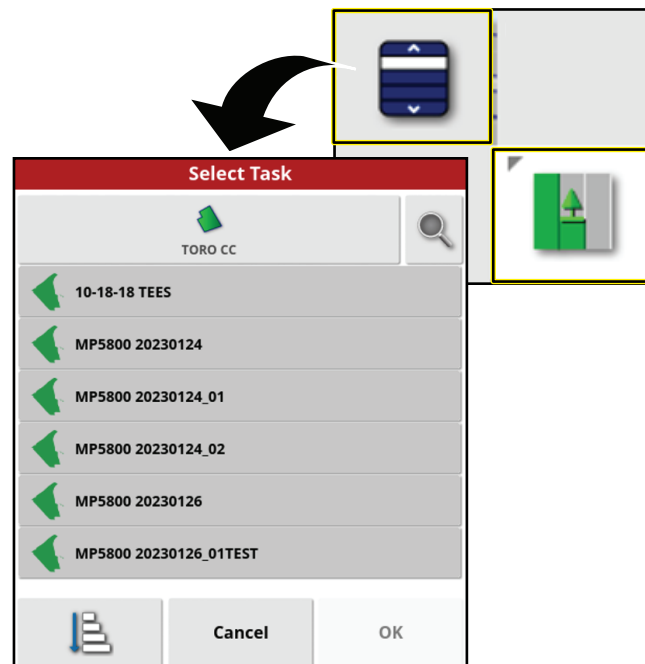 Select Task
TORO CC
10-18-18 TEES
MP5800 20230124
MP5800 20230124_01
MP5800 20230124_02
MP5800 20230126
MP5800 20230126_01TEST
Cancel
OK